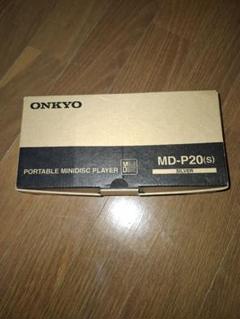 ONKYO
PORTABLE MINIDISC PLAYER
MD-P20(S)
SILVER